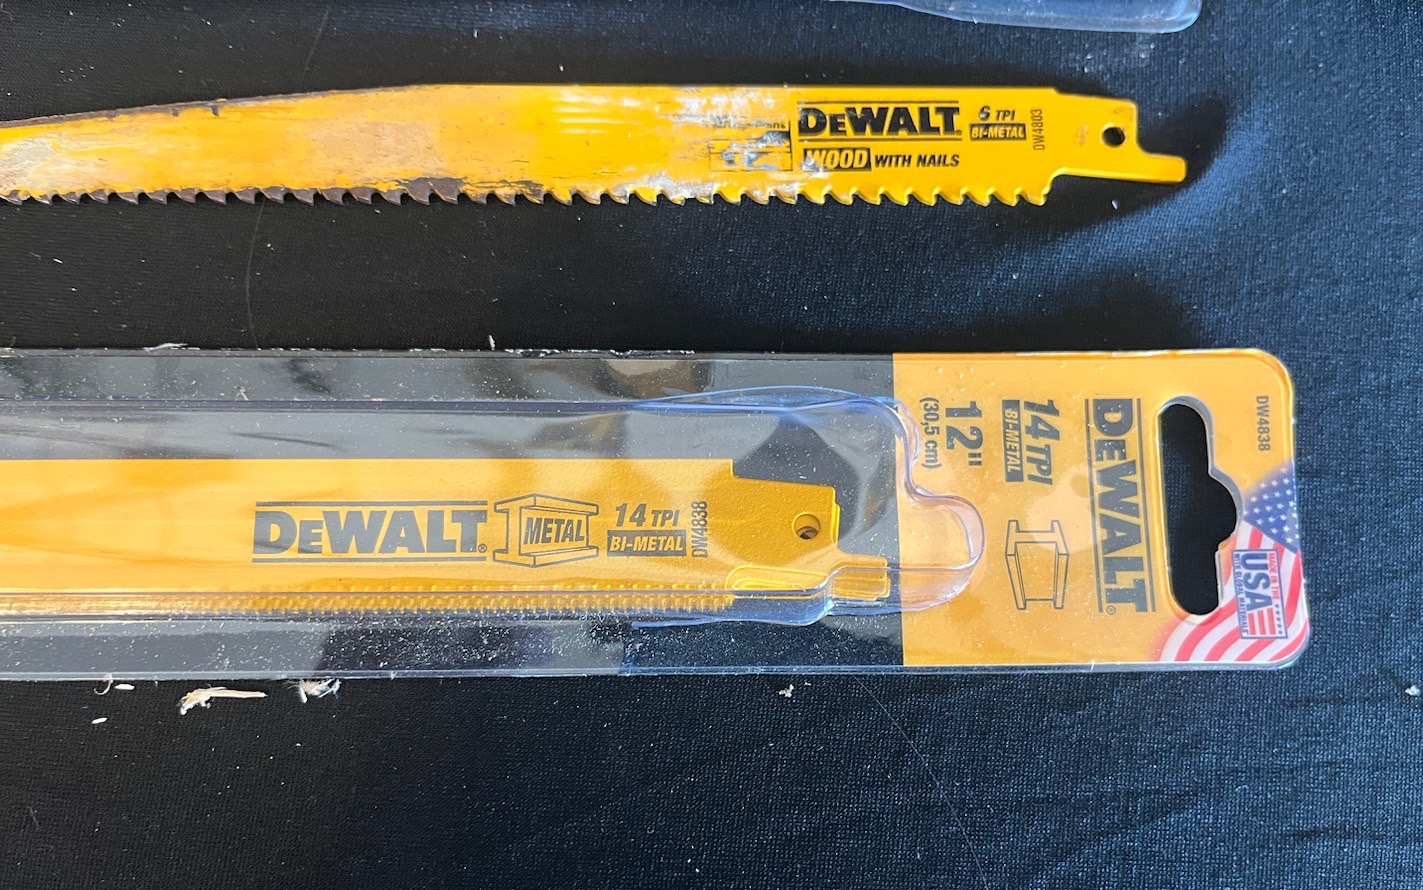 DEWALT®
6 TPI
BI-METAL
DW4803
WOOD WITH NAILS
DEWALT®
METAL
14 TPI
BI-METAL
DW4838
12"
(30,5 cm)
14 TPI
BI-METAL
DEWALT®
DW4838
MADE IN THE
USA